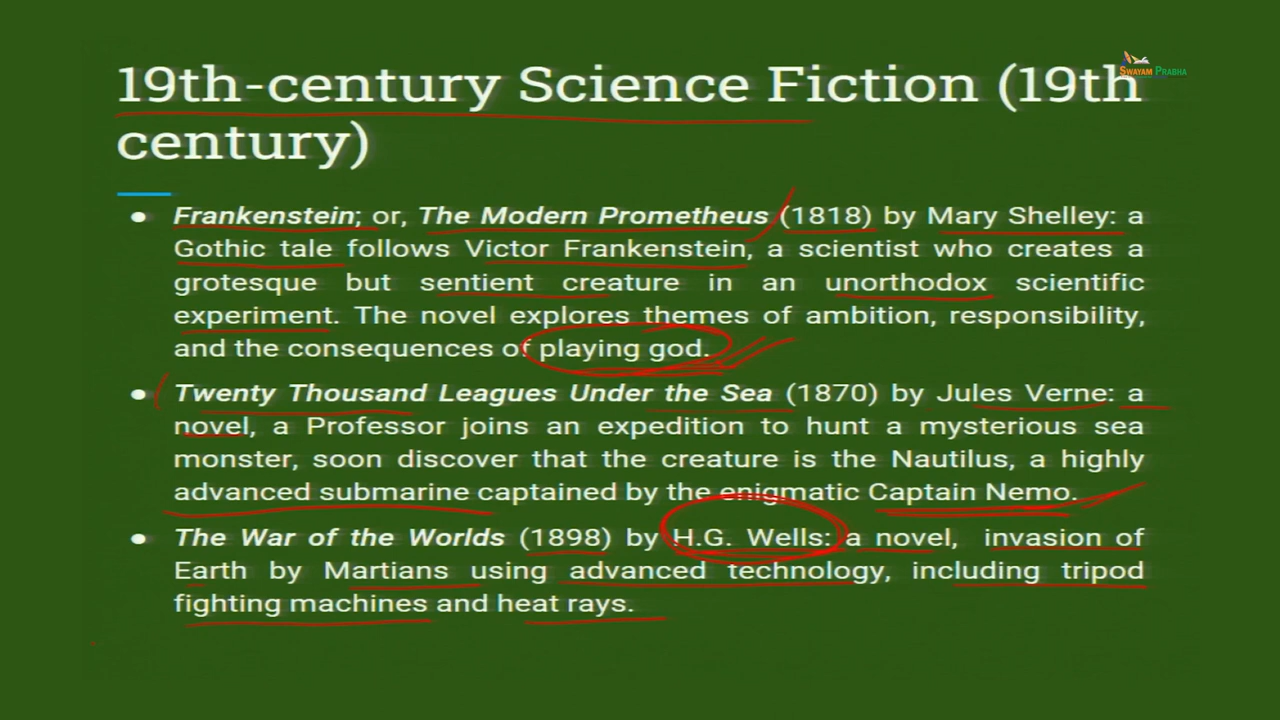 19th-century Science Fiction (19th
century)
SWAYAM PRABHA
● Frankenstein; or, The Modern Prometheus (1818) by Mary Shelley: a
Gothic tale follows Victor Frankenstein, a scientist who creates a
grotesque but sentient creature in an unorthodox scientific
experiment. The novel explores themes of ambition, responsibility,
and the consequences of playing god.
● Twenty Thousand Leagues Under the Sea (1870) by Jules Verne: a
novel, a Professor joins an expedition to hunt a mysterious sea
monster, soon discover that the creature is the Nautilus, a highly
advanced submarine captained by the enigmatic Captain Nemo.
● The War of the Worlds (1898) by H.G. Wells: a novel, invasion of
Earth by Martians using advanced technology, including tripod
fighting machines and heat rays.